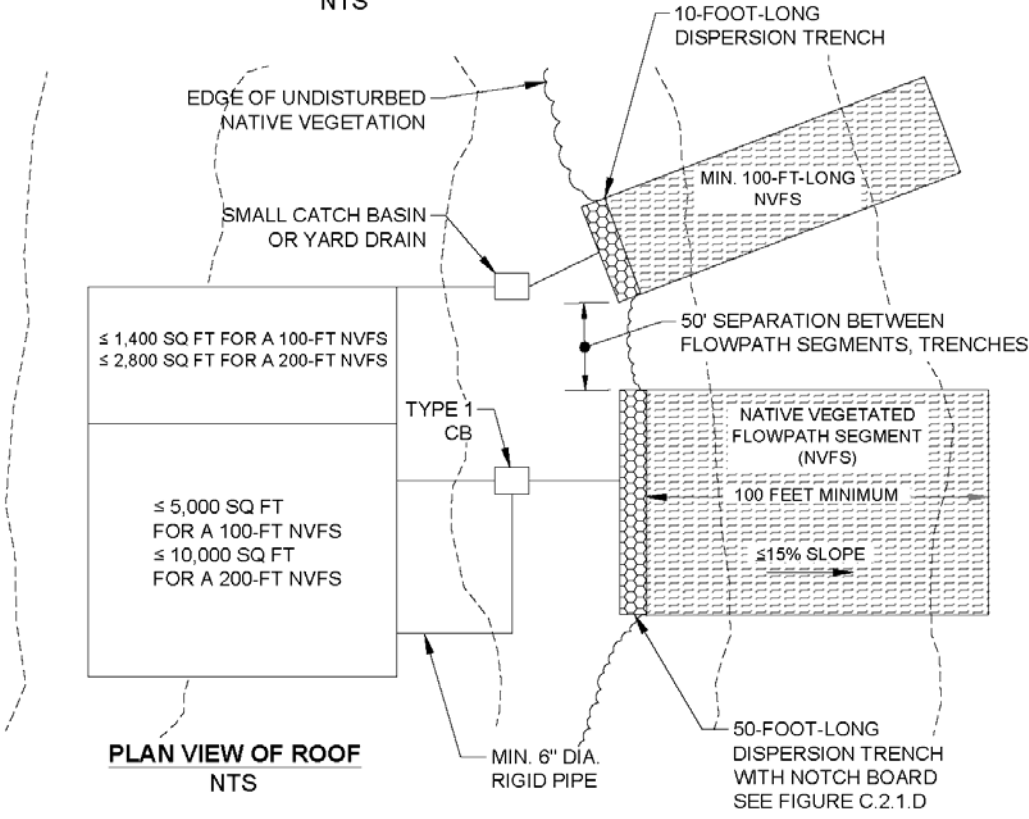 NTS
10-FOOT-LONG
DISPERSION TRENCH
EDGE OF UNDISTURBED
NATIVE VEGETATION
MIN. 100-FT-LONG
NVFS
SMALL CATCH BASIN
OR YARD DRAIN
≤ 1,400 SQ FT FOR A 100-FT NVFS
≤ 2,800 SQ FT FOR A 200-FT NVFS
50' SEPARATION BETWEEN
FLOWPATH SEGMENTS, TRENCHES
TYPE 1
CB
NATIVE VEGETATED
FLOWPATH SEGMENT
(NVFS)
100 FEET MINIMUM
≤ 5,000 SQ FT
FOR A 100-FT NVFS
≤ 10,000 SQ FT
FOR A 200-FT NVFS
≤15% SLOPE
PLAN VIEW OF ROOF
NTS
MIN. 6" DIA.
RIGID PIPE
50-FOOT-LONG
DISPERSION TRENCH
WITH NOTCH BOARD
SEE FIGURE C.2.1.D